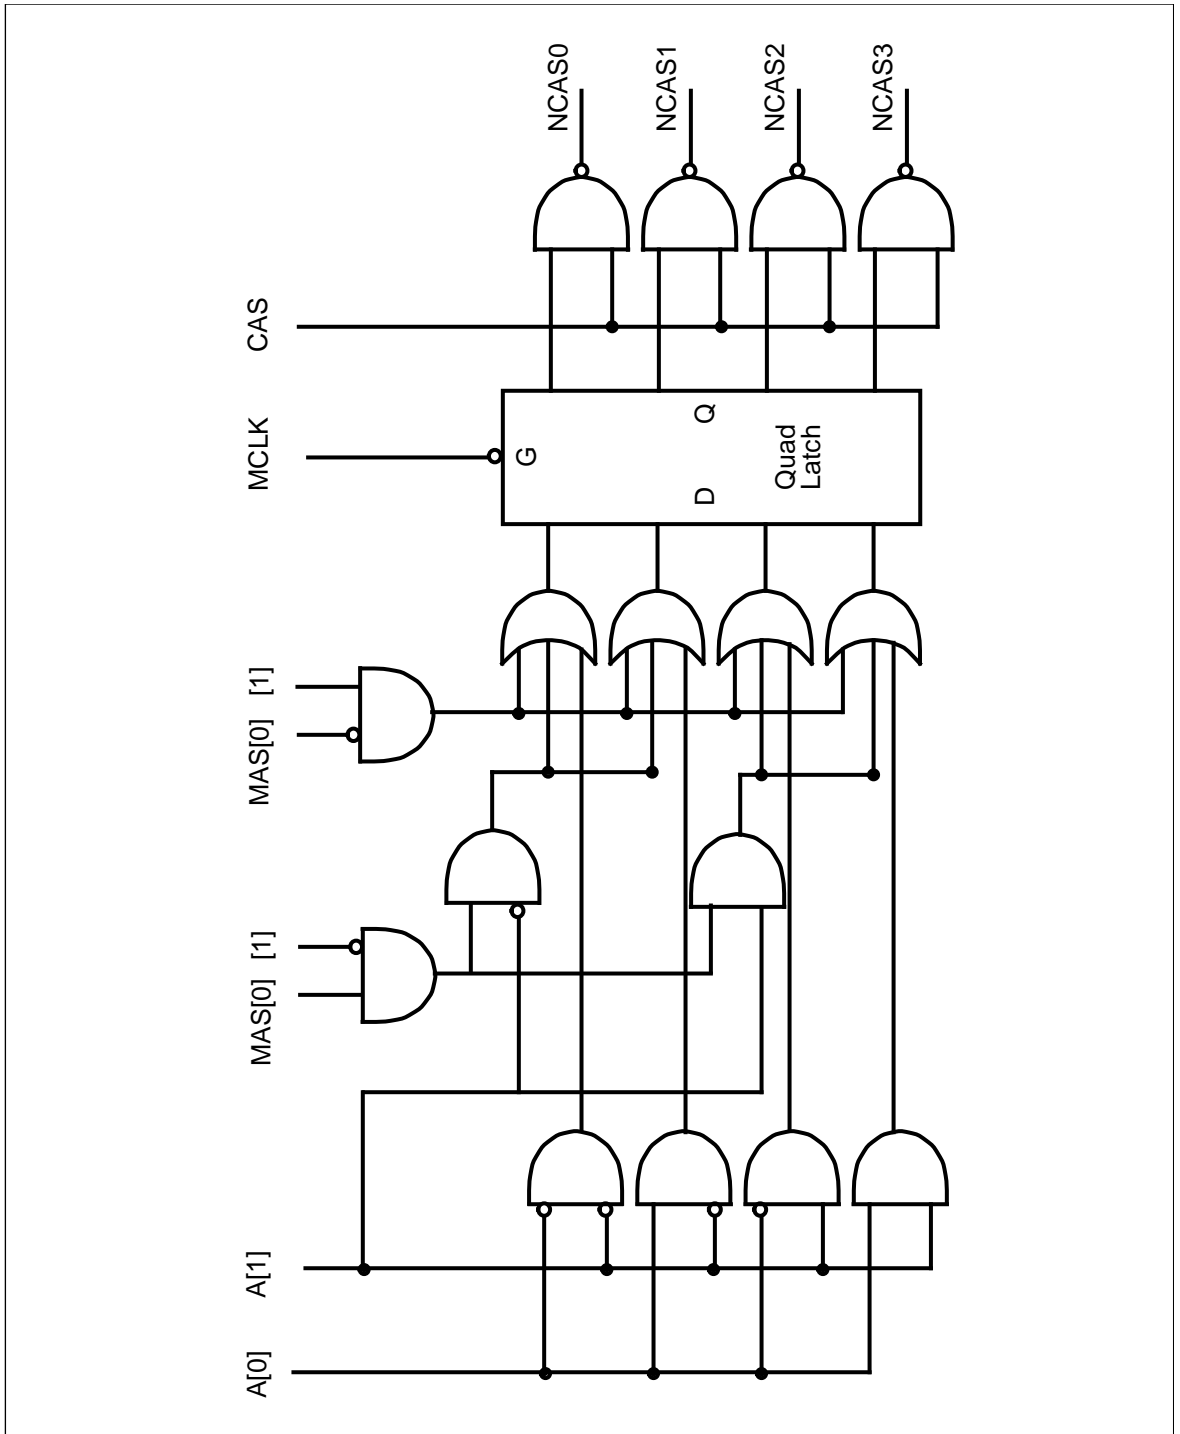 NCAS0
NCAS1
NCAS2
NCAS3
CAS
MCLK
G
Q
D
Quad
Latch
[1]
MAS[0]
[1]
MAS[0]
A[1]
A[0]